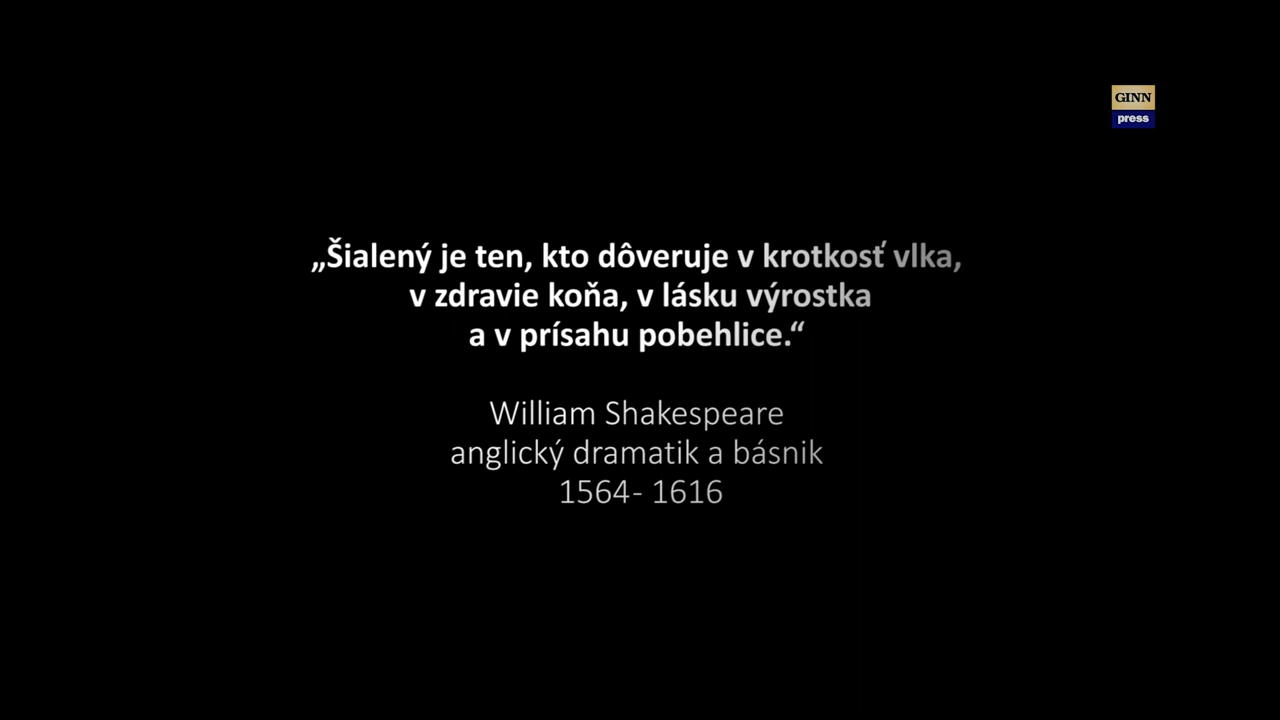 GINN
press
„Šialený je ten, kto dôveruje v krotkosť vlka,
v zdravie koňa, v lásku výrostka
a v prísahu pobehlice.“
William Shakespeare
anglický dramatik a básnik
1564- 1616